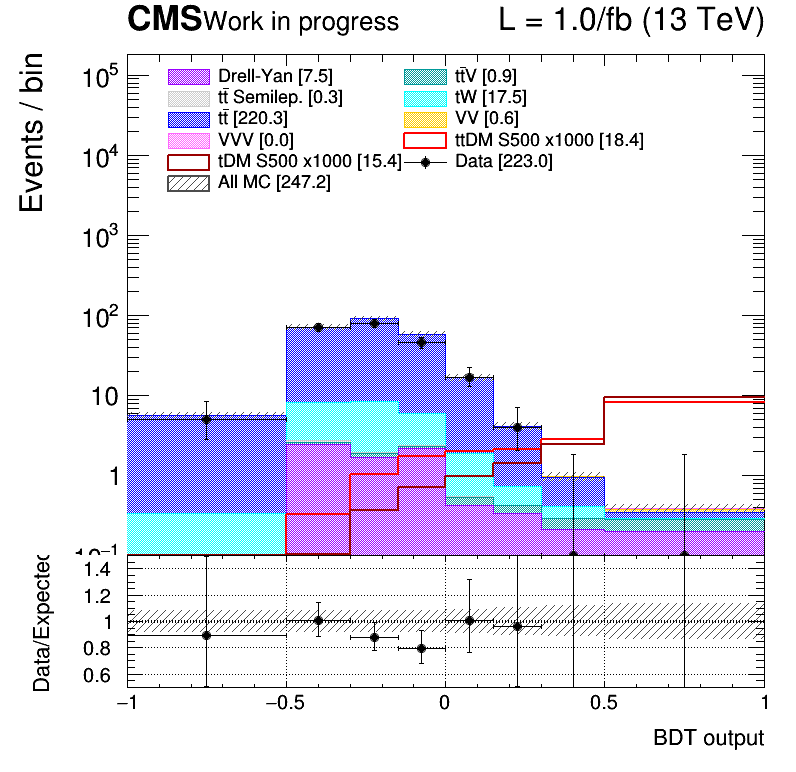 CMS Work in progress L = 1.0/fb (13 TeV)
Events / bin
10⁵
10⁴
10³
10²
10
1
10⁻¹
Drell-Yan [7.5] tt̄V [0.9]
tt̄ Semilep. [0.3] tW [17.5]
tt̄ [220.3] VV [0.6]
VVV [0.0] ttDM S500 x1000 [18.4]
tDM S500 x1000 [15.4] Data [223.0]
All MC [247.2]
Data/Expected
1.4
1.2
1
0.8
0.6
−1 −0.5 0 0.5 1
BDT output